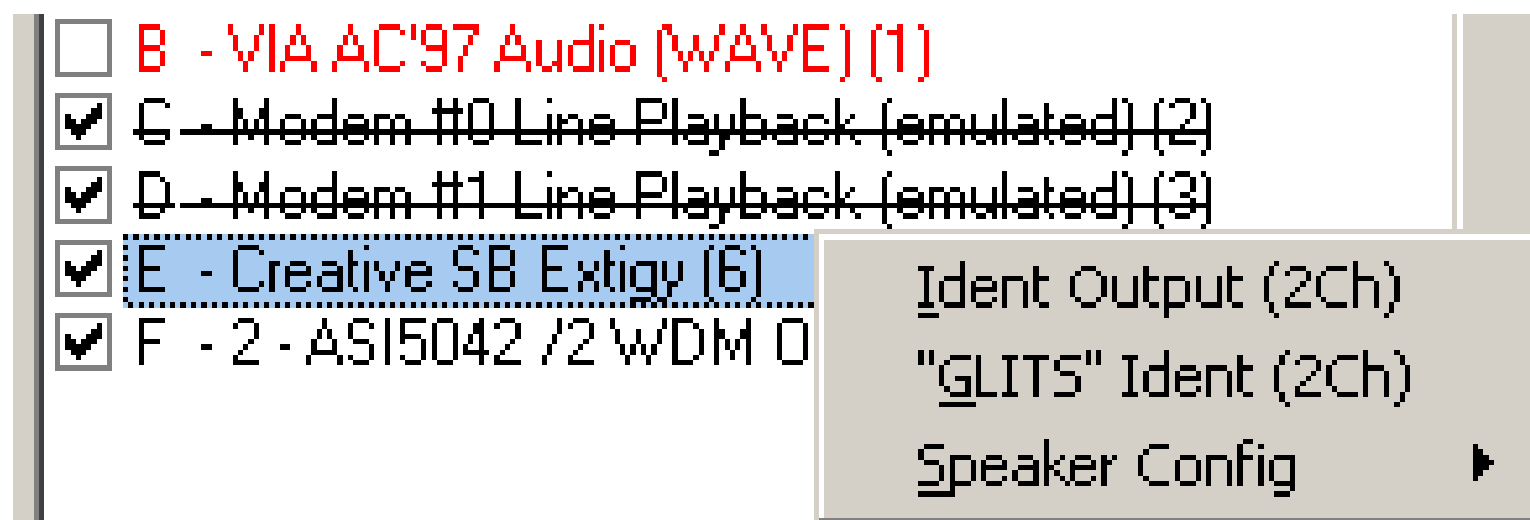 B - VIA AC'97 Audio (WAVE) (1)
C - Modem #0 Line Playback (emulated) (2)
D - Modem #1 Line Playback (emulated) (3)
E - Creative SB Extigy (6)
F - 2 - ASI5042 /2 WDM O
Ident Output (2Ch)
"GLITS" Ident (2Ch)
Speaker Config